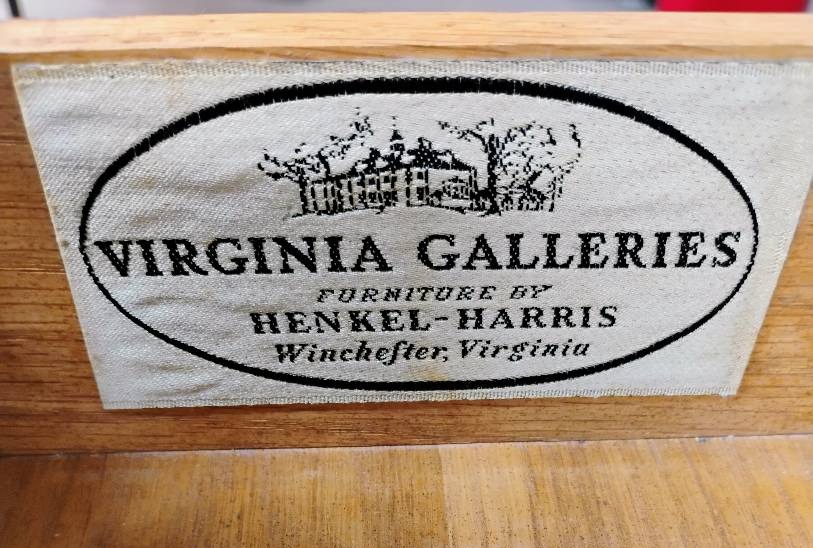 VIRGINIA GALLERIES
FURNITURE BY
HENKEL-HARRIS
Wincheſter, Virginia